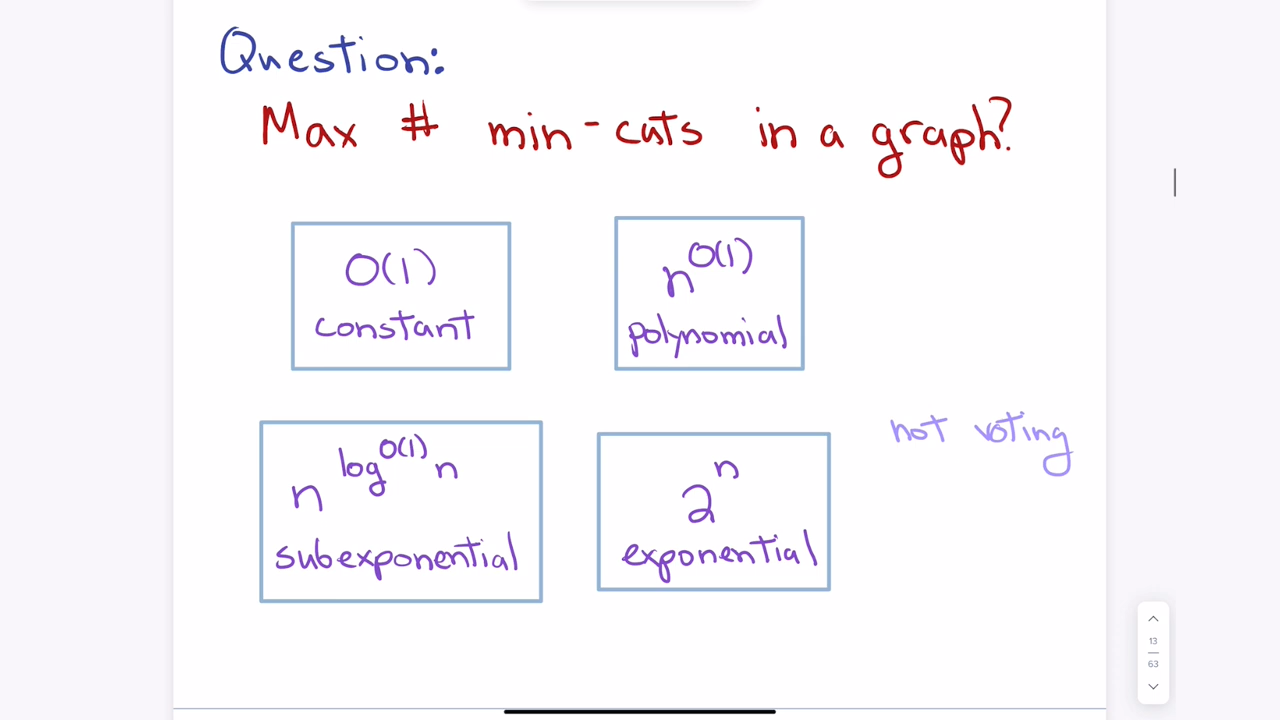 Question:
Max # min-cuts in a graph?
O(1)
constant
n^O(1)
polynomial
n^log^O(1) n
subexponential
2^n
exponential
not voting
13
63